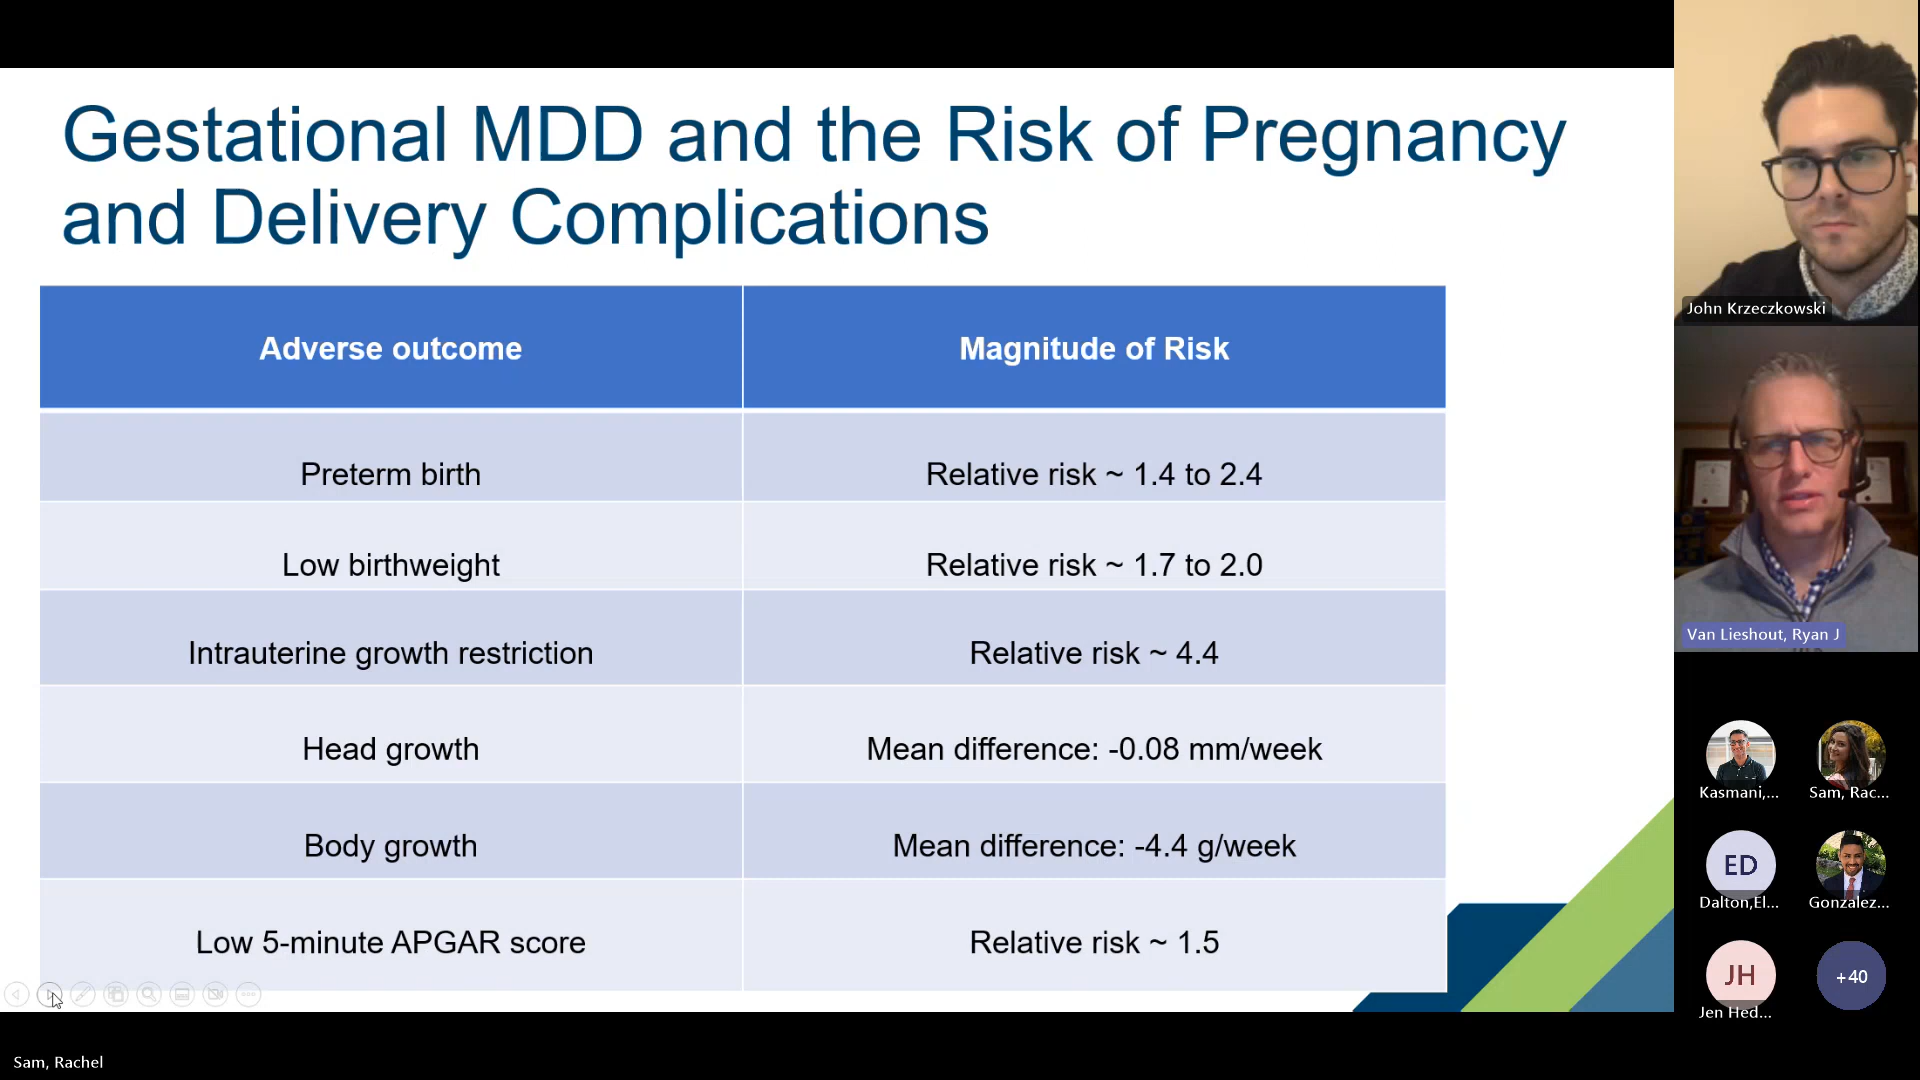 Gestational MDD and the Risk of Pregnancy
and Delivery Complications
Adverse outcome
Magnitude of Risk
Preterm birth
Relative risk ~ 1.4 to 2.4
Low birthweight
Relative risk ~ 1.7 to 2.0
Intrauterine growth restriction
Relative risk ~ 4.4
Head growth
Mean difference: -0.08 mm/week
Body growth
Mean difference: -4.4 g/week
Low 5-minute APGAR score
Relative risk ~ 1.5
Sam, Rachel
John Krzeczkowski
Van Lieshout, Ryan J
Kasmani,...
Sam, Rac...
ED
Dalton,El...
Gonzalez...
JH
Jen Hed...
+40